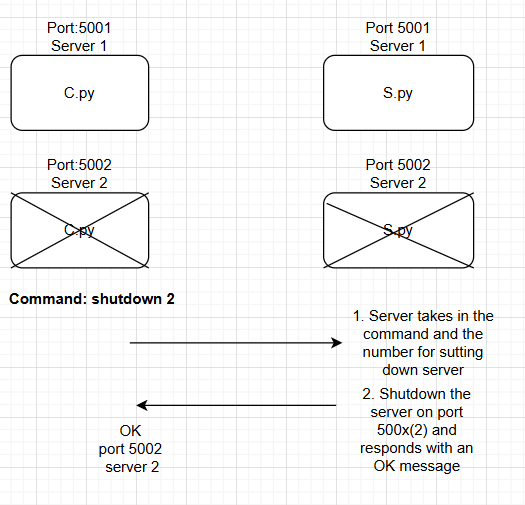 Port:5001
Server 1
C.py
Port 5001
Server 1
S.py
Port:5002
Server 2
C.py
Port 5002
Server 2
S.py
Command: shutdown 2
1. Server takes in the
command and the
number for sutting
down server
2. Shutdown the
server on port
500x(2) and
responds with an
OK message
OK
port 5002
server 2